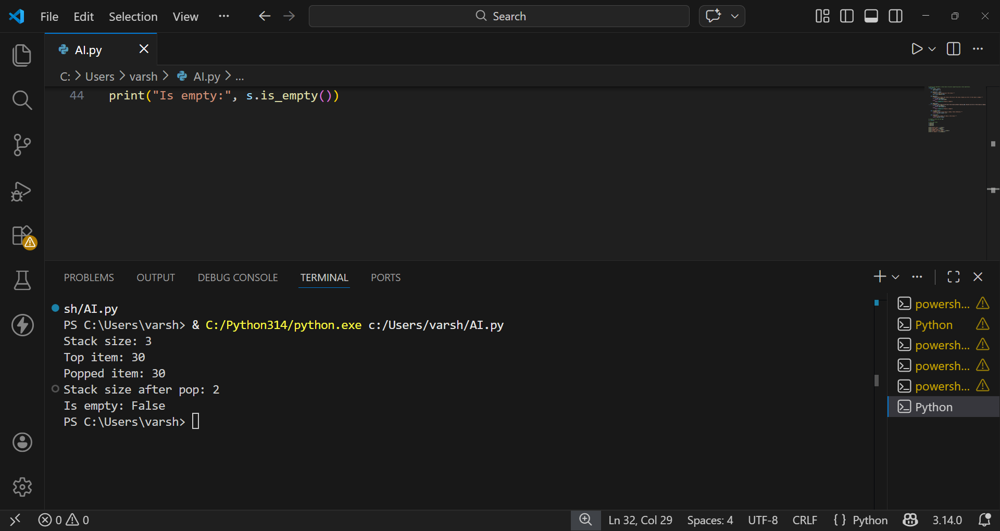 File Edit Selection View ... Search
AI.py
C: > Users > varsh > AI.py > ...
44 print("Is empty:", s.is_empty())
PROBLEMS OUTPUT DEBUG CONSOLE TERMINAL PORTS
sh/AI.py
PS C:\Users\varsh> & C:/Python314/python.exe c:/Users/varsh/AI.py
Stack size: 3
Top item: 30
Popped item: 30
Stack size after pop: 2
Is empty: False
PS C:\Users\varsh>
powersh...
Python
powersh...
powersh...
powersh...
Python
0 0 Ln 32, Col 29 Spaces: 4 UTF-8 CRLF {} Python 3.14.0